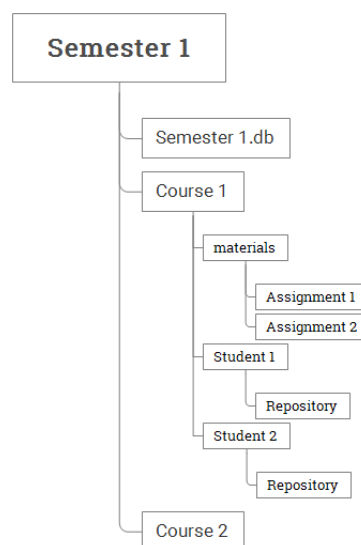 Semester 1
Semester 1.db
Course 1
materials
Assignment 1
Assignment 2
Student 1
Repository
Student 2
Repository
Course 2